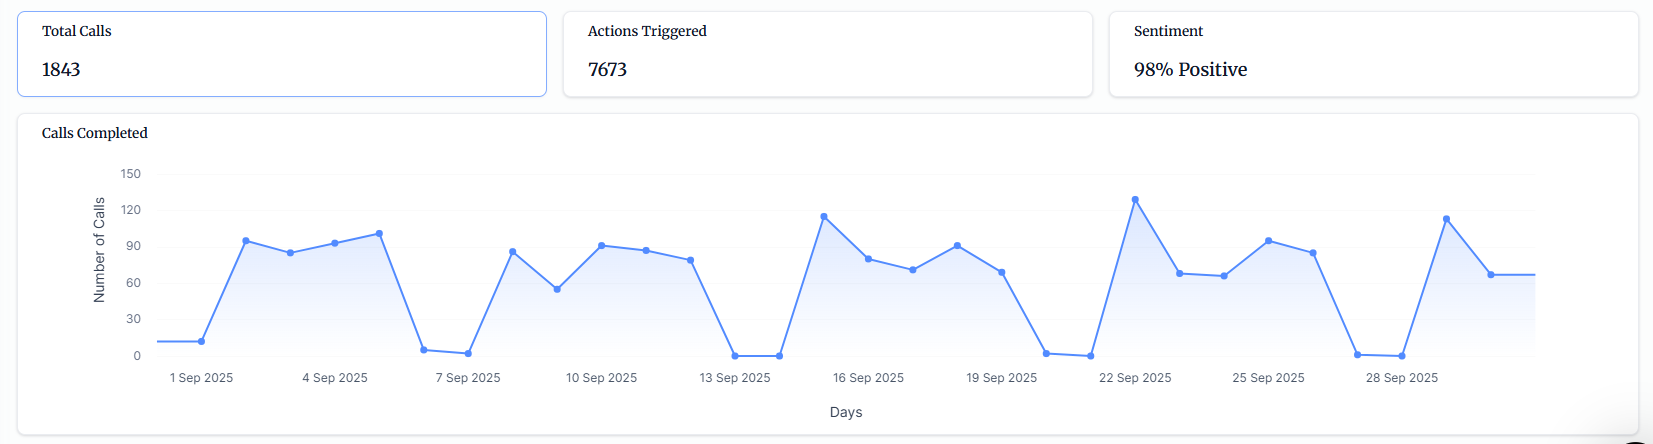 Total Calls
1843
Actions Triggered
7673
Sentiment
98% Positive
Calls Completed
Number of Calls
150
120
90
60
30
0
1 Sep 2025
4 Sep 2025
7 Sep 2025
10 Sep 2025
13 Sep 2025
16 Sep 2025
19 Sep 2025
22 Sep 2025
25 Sep 2025
28 Sep 2025
Days